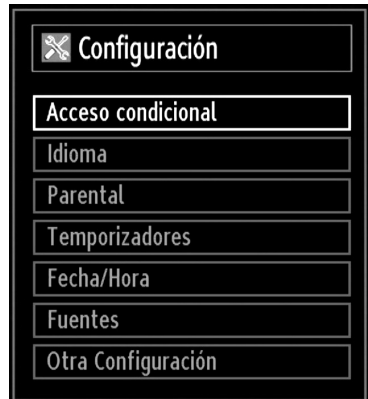 Configuración
Acceso condicional
Idioma
Parental
Temporizadores
Fecha/Hora
Fuentes
Otra Configuración